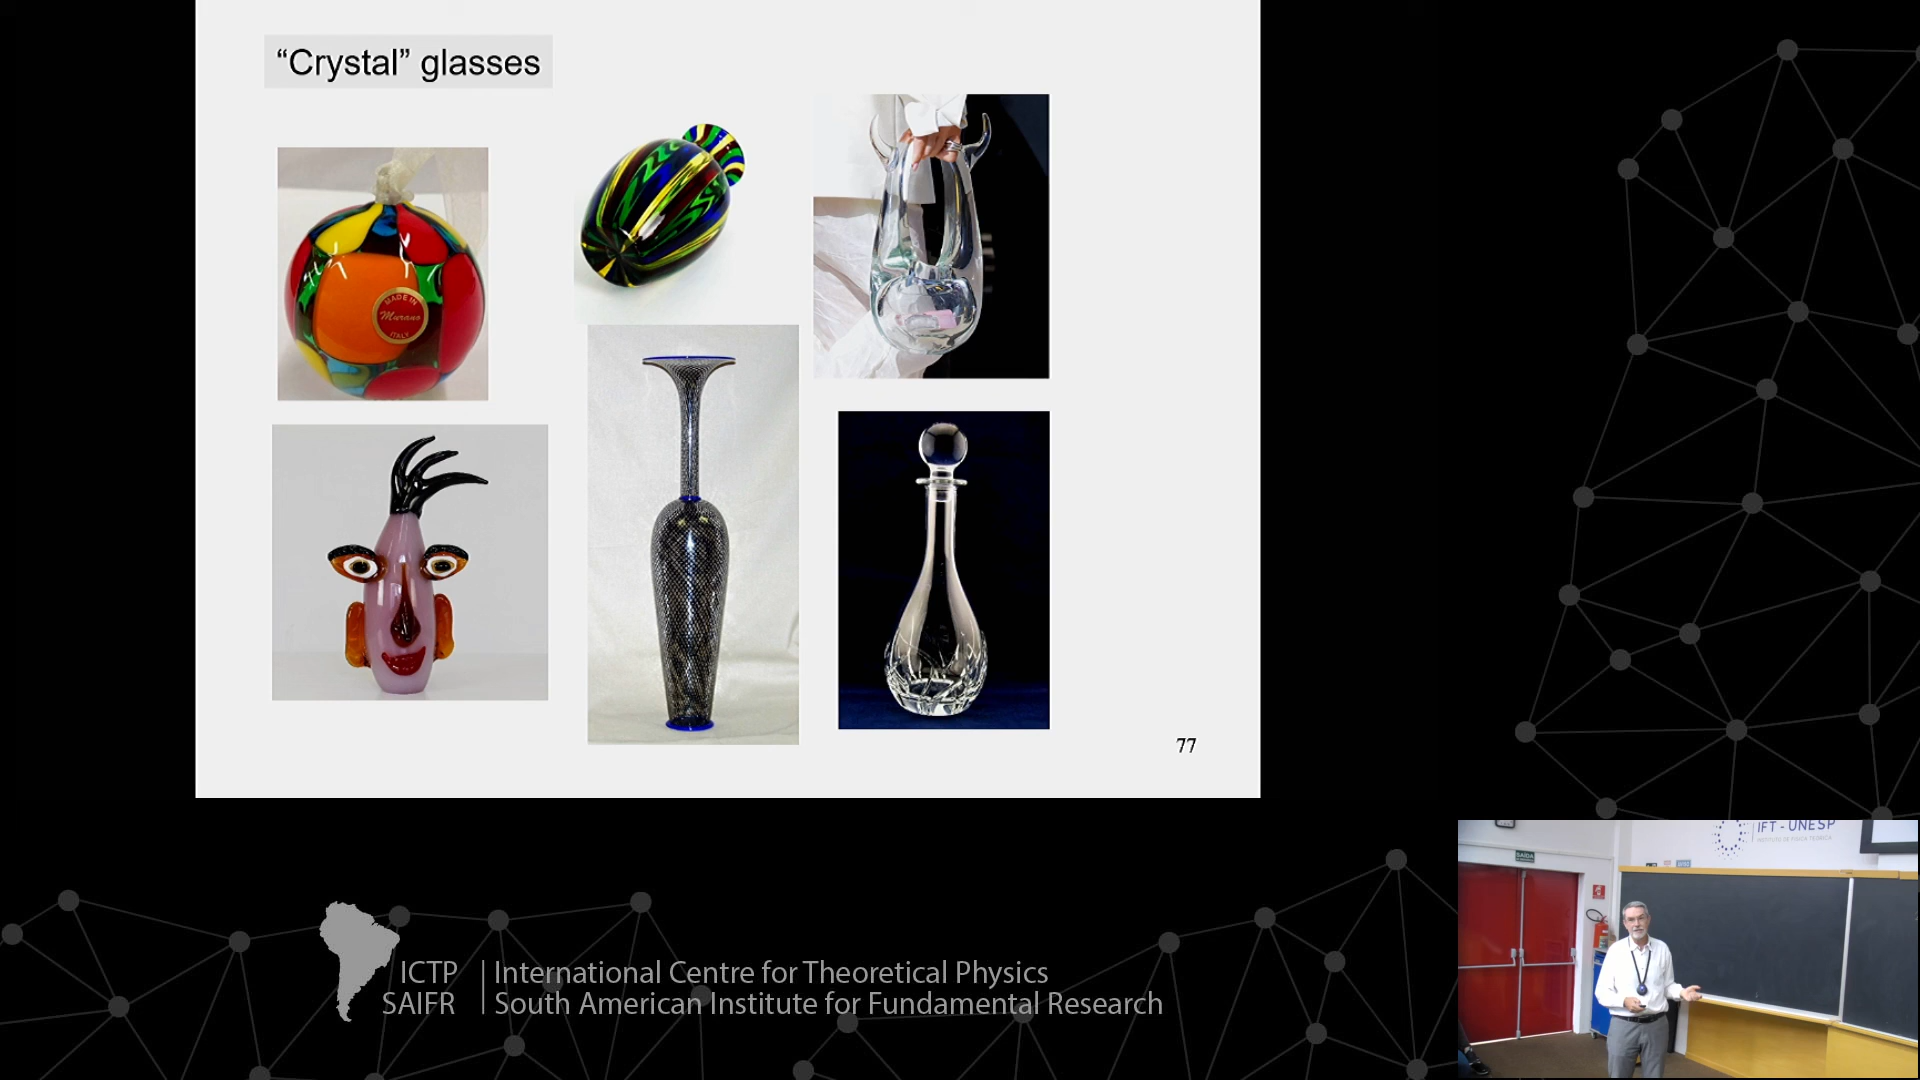 “Crystal” glasses
MADE IN
Murano
ITALY
77
IFT - UNESP
SAÍDA
ICTP
SAIFR
International Centre for Theoretical Physics
South American Institute for Fundamental Research